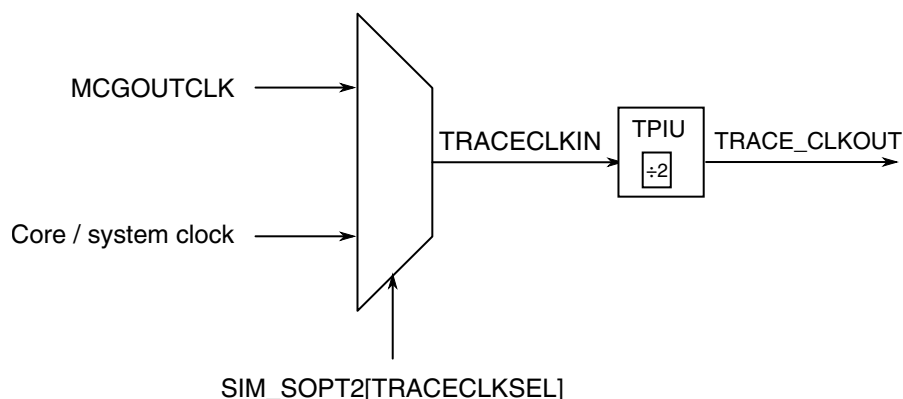 MCGOUTCLK
TPIU
TRACECLKIN
TRACE_CLKOUT
÷2
Core / system clock
SIM_SOPT2[TRACECLKSEL]